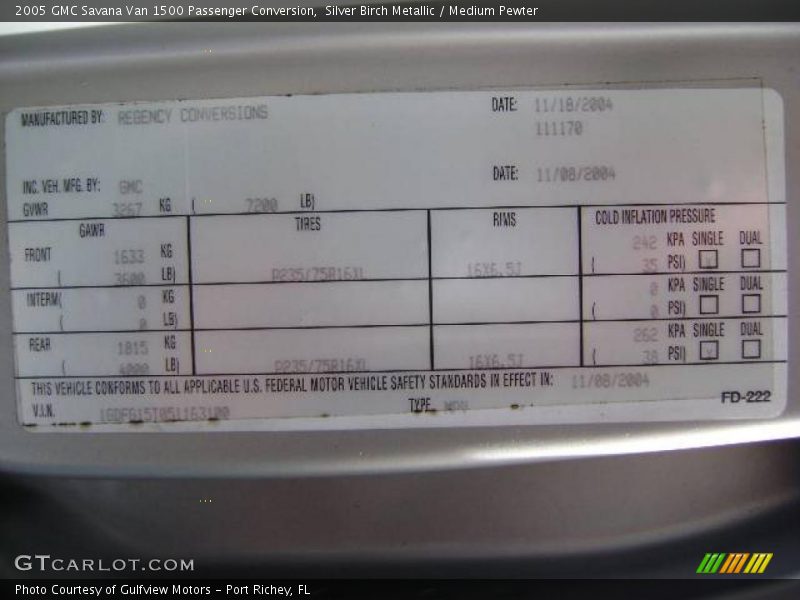 2005 GMC Savana Van 1500 Passenger Conversion, Silver Birch Metallic / Medium Pewter
MANUFACTURED BY: REGENCY CONVERSIONS DATE: 11/18/2004
111170
INC. VEH. MFG. BY: GMC DATE: 11/08/2004
GVWR 3267 KG ( 7200 LB)
GAWR TIRES RIMS COLD INFLATION PRESSURE
FRONT 1633 KG 242 KPA SINGLE DUAL
( 3600 LB) P235/75R16XL 16X6.5J ( 35 PSI) X
INTERM( 0 KG 0 KPA SINGLE DUAL
( 0 LB) ( 0 PSI)
REAR 1815 KG 262 KPA SINGLE DUAL
( 4000 LB) P235/75R16XL 16X6.5J ( 38 PSI) X
THIS VEHICLE CONFORMS TO ALL APPLICABLE U.S. FEDERAL MOTOR VEHICLE SAFETY STANDARDS IN EFFECT IN: 11/08/2004
V.I.N. TYPE FD-222
GTCARLOT.COM
Photo Courtesy of Gulfview Motors - Port Richey, FL